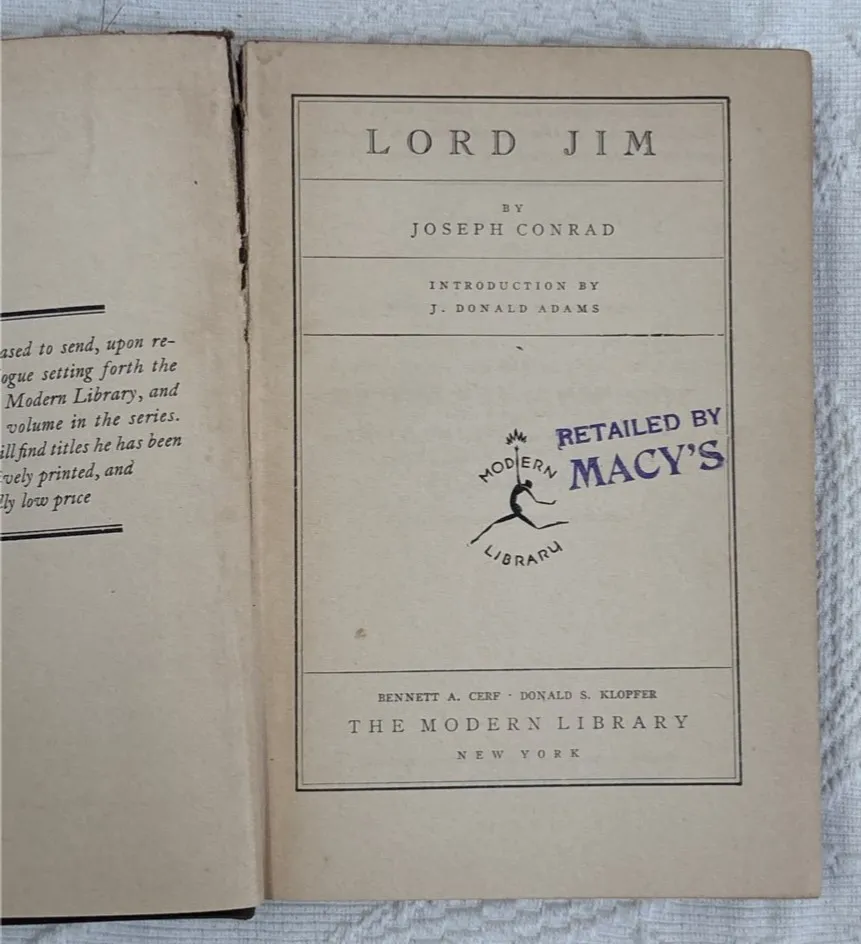 ased to send, upon re-
ogue setting forth the
Modern Library, and
volume in the series.
ill find titles he has been
ively printed, and
lly low price
LORD JIM
BY
JOSEPH CONRAD
INTRODUCTION BY
J. DONALD ADAMS
RETAILED BY
MACY'S
MODERN
LIBRARY
BENNETT A. CERF · DONALD S. KLOPFER
THE MODERN LIBRARY
NEW YORK